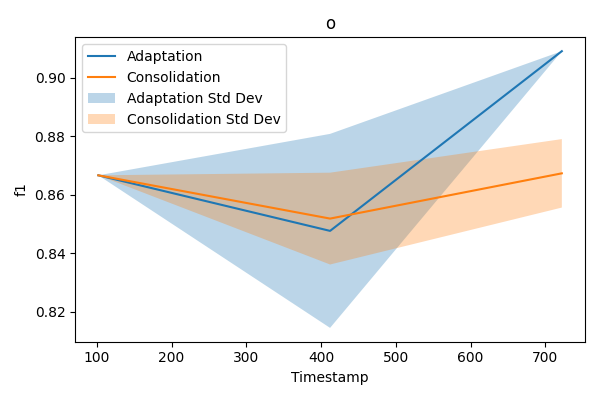 o
Adaptation
Consolidation
Adaptation Std Dev
Consolidation Std Dev
f1
0.90
0.88
0.86
0.84
0.82
100
200
300
400
500
600
700
Timestamp